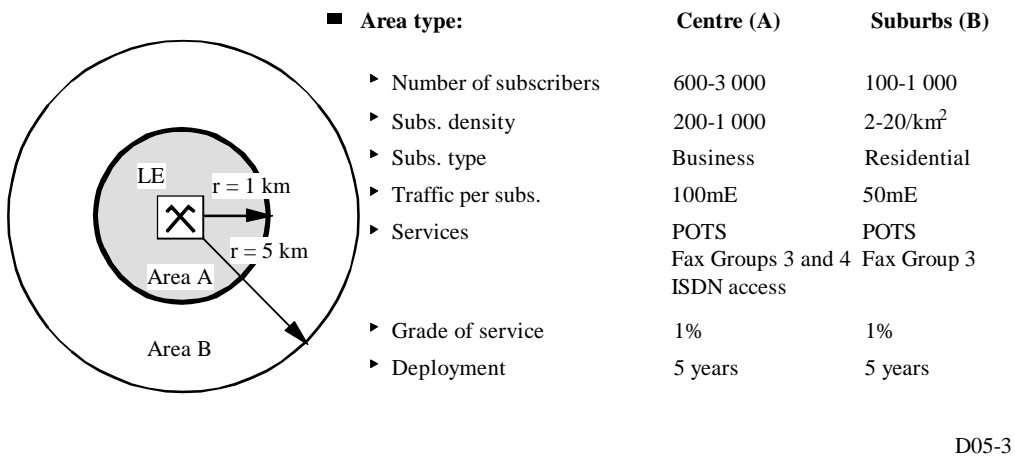 ■ Area type: Centre (A) Suburbs (B)
LE
r = 1 km
r = 5 km
Area A
Area B
‣ Number of subscribers 600-3 000 100-1 000
‣ Subs. density 200-1 000 2-20/km²
‣ Subs. type Business Residential
‣ Traffic per subs. 100mE 50mE
‣ Services POTS POTS
Fax Groups 3 and 4 Fax Group 3
ISDN access
‣ Grade of service 1% 1%
‣ Deployment 5 years 5 years
D05-3